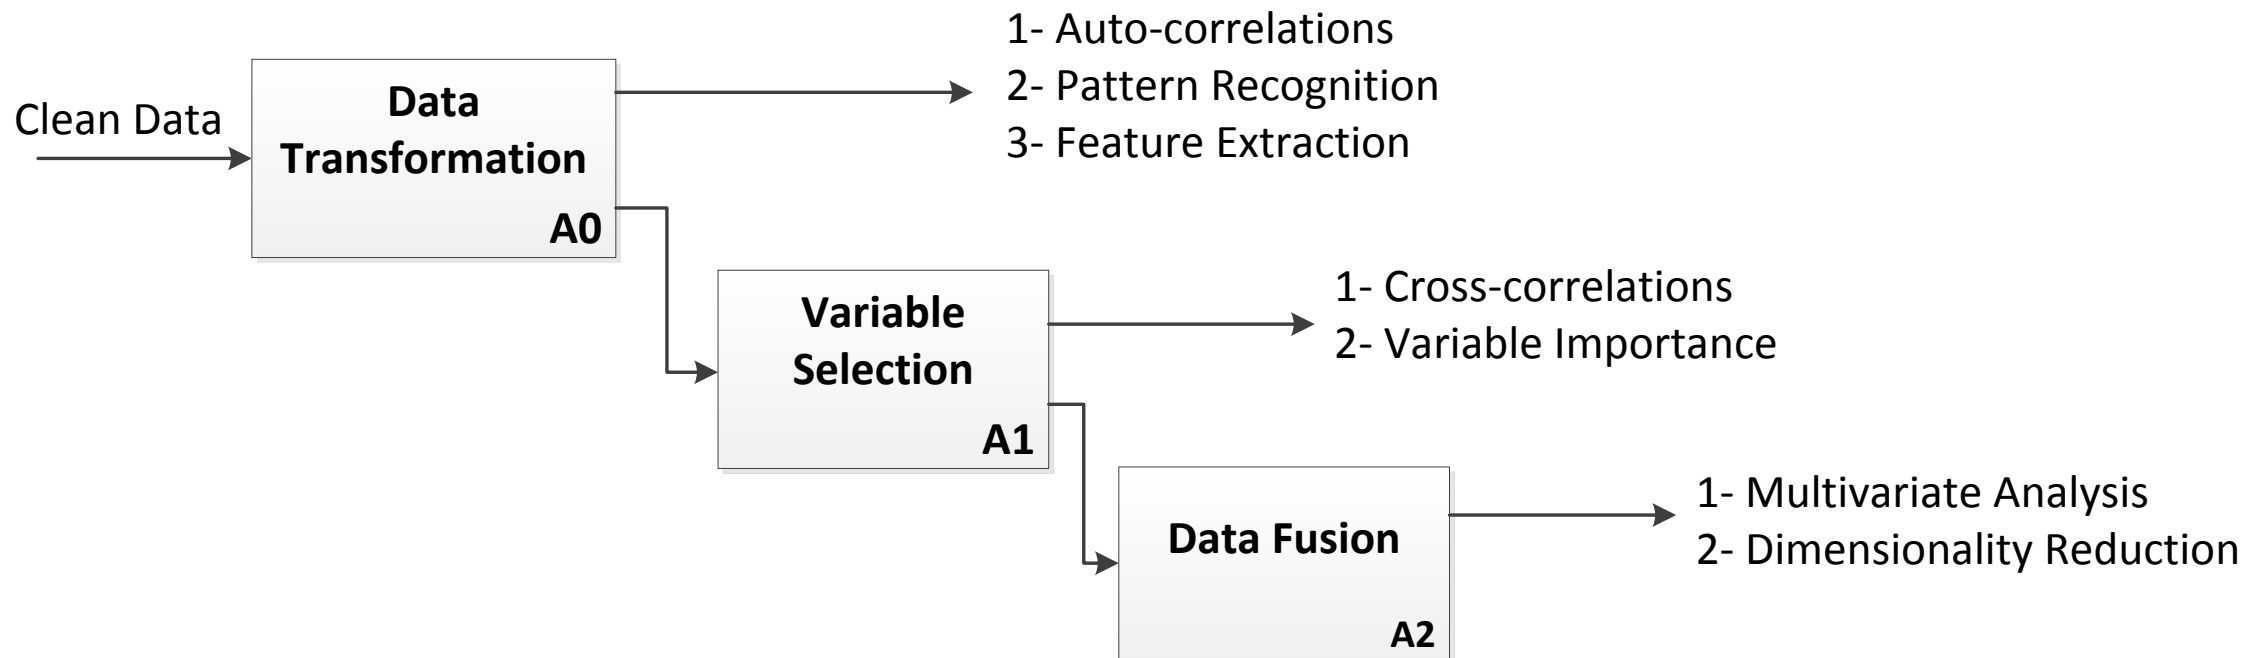 Clean Data
Data
Transformation
A0
1- Auto-correlations
2- Pattern Recognition
3- Feature Extraction
Variable
Selection
A1
1- Cross-correlations
2- Variable Importance
Data Fusion
A2
1- Multivariate Analysis
2- Dimensionality Reduction